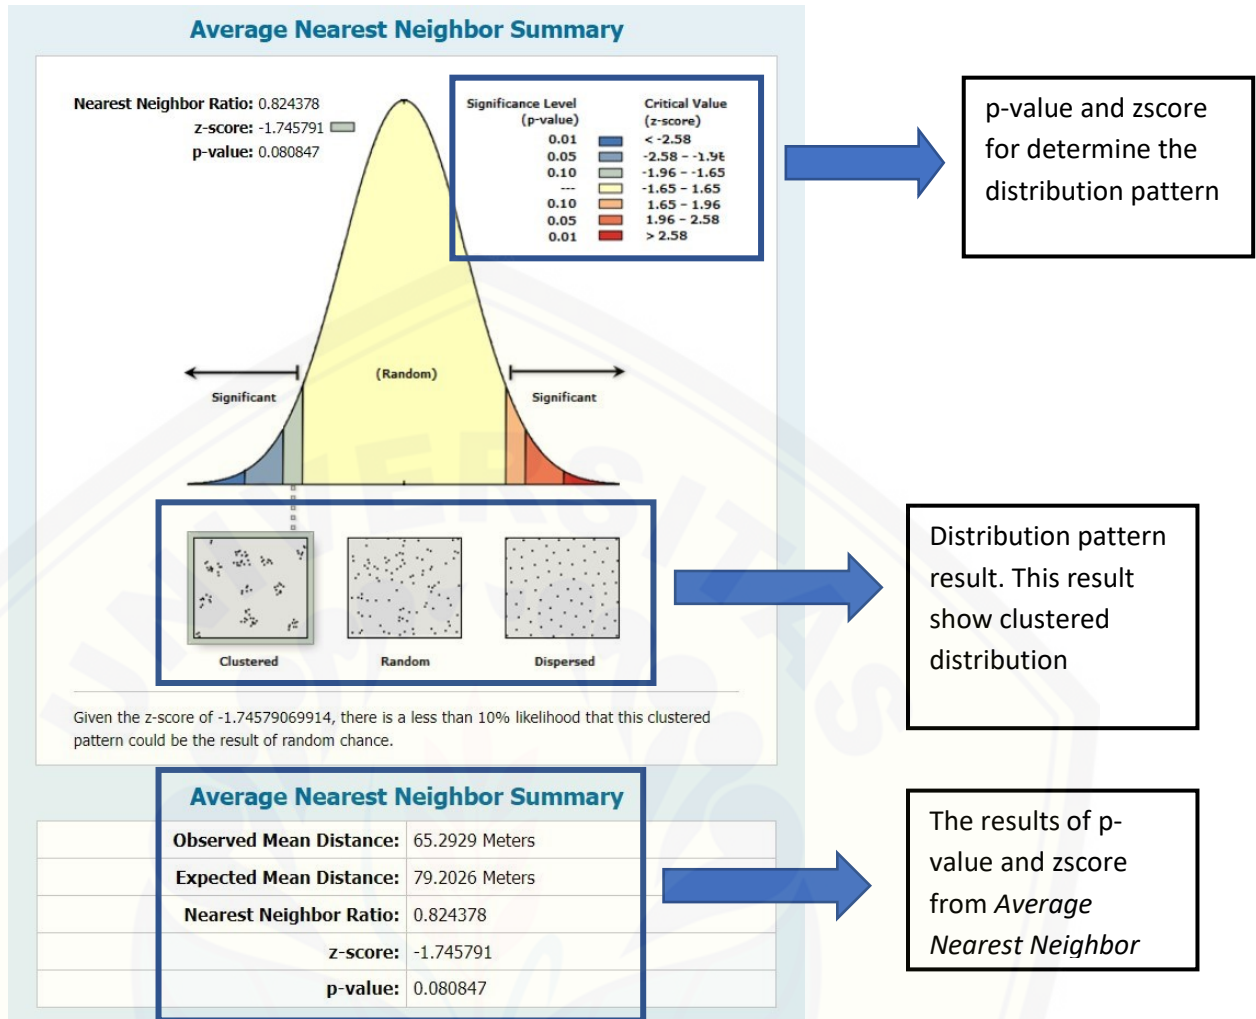 Average Nearest Neighbor Summary
Nearest Neighbor Ratio: 0.824378
z-score: -1.745791
p-value: 0.080847
Significance Level Critical Value
(p-value) (z-score)
0.01 < -2.58
0.05 -2.58 - -1.96
0.10 -1.96 - -1.65
--- -1.65 - 1.65
0.10 1.65 - 1.96
0.05 1.96 - 2.58
0.01 > 2.58
p-value and zscore
for determine the
distribution pattern
(Random)
Significant Significant
Clustered Random Dispersed
Distribution pattern
result. This result
show clustered
distribution
Given the z-score of -1.74579069914, there is a less than 10% likelihood that this clustered
pattern could be the result of random chance.
Average Nearest Neighbor Summary
Observed Mean Distance: 65.2929 Meters
Expected Mean Distance: 79.2026 Meters
Nearest Neighbor Ratio: 0.824378
z-score: -1.745791
p-value: 0.080847
The results of p-
value and zscore
from Average
Nearest Neighbor
UNIVERSITAS